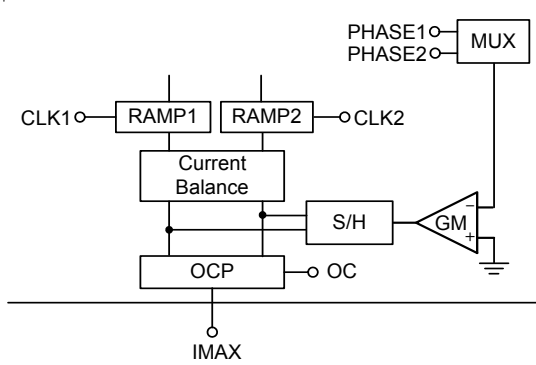 PHASE1
PHASE2
MUX
CLK1
RAMP1
RAMP2
CLK2
Current
Balance
S/H
−
GM
+
OCP
OC
IMAX